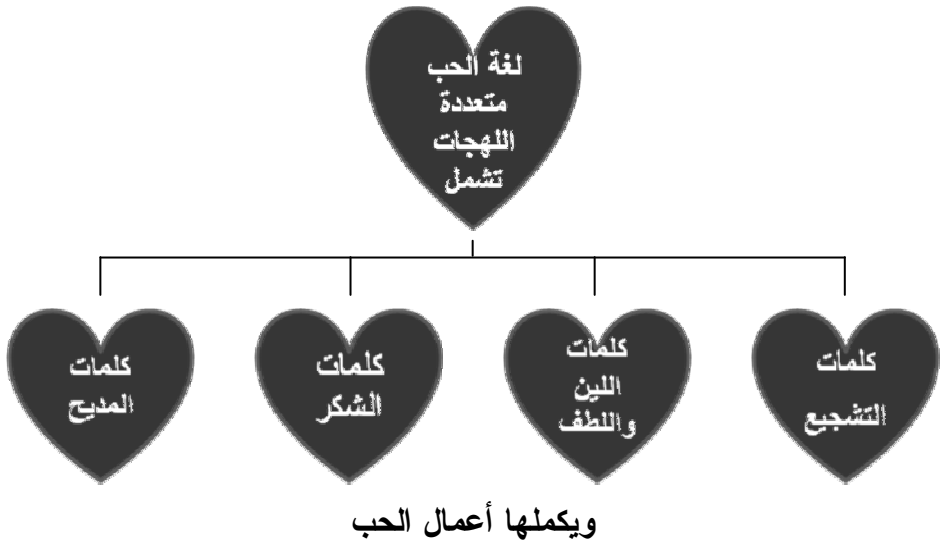 لغة الحب
متعددة
اللهجات
تشمل
كلمات
التشجيع
كلمات
اللين
واللطف
كلمات
الشكر
كلمات
المديح
ويكملها أعمال الحب